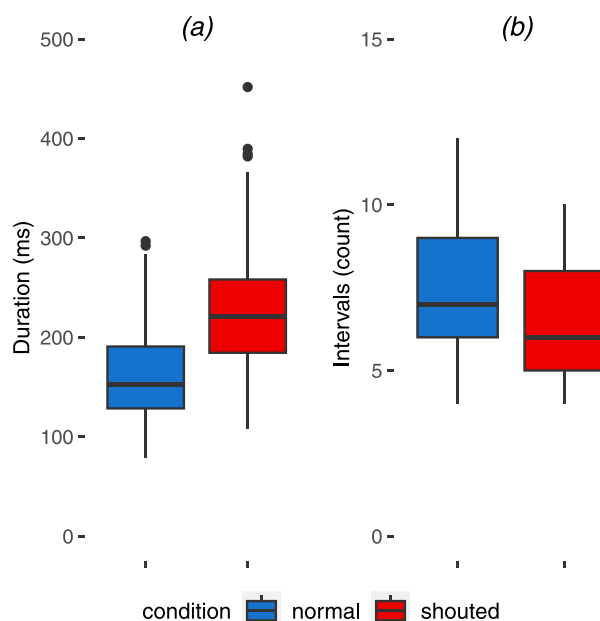 (a)
(b)
Duration (ms)
500
400
300
200
100
0
Intervals (count)
15
10
5
0
condition normal shouted